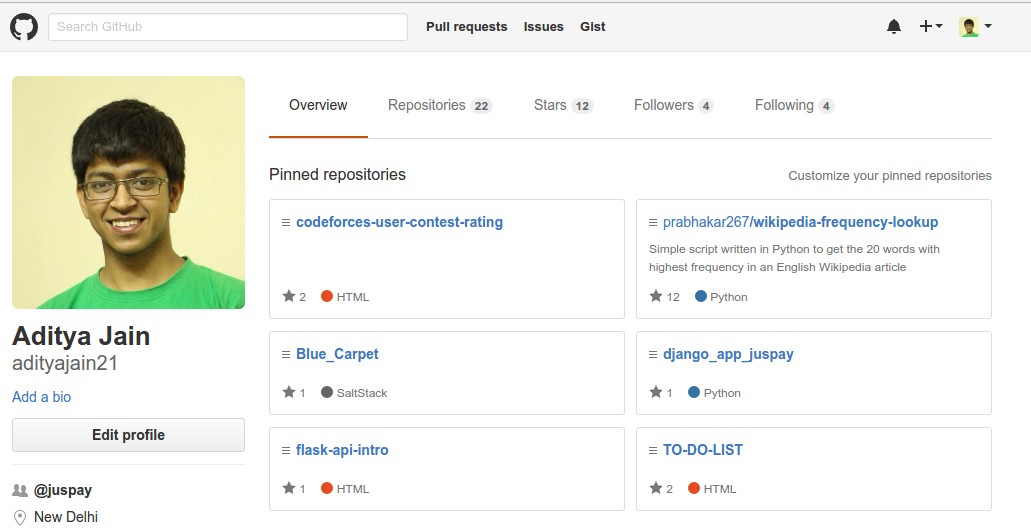 Search GitHub
Pull requests Issues Gist
Overview Repositories 22 Stars 12 Followers 4 Following 4
Pinned repositories
Customize your pinned repositories
codeforces-user-contest-rating
2 HTML
prabhakar267/wikipedia-frequency-lookup
Simple script written in Python to get the 20 words with
highest frequency in an English Wikipedia article
12 Python
Blue_Carpet
1 SaltStack
django_app_juspay
1 Python
flask-api-intro
1 HTML
TO-DO-LIST
2 HTML
Aditya Jain
adityajain21
Add a bio
Edit profile
@juspay
New Delhi